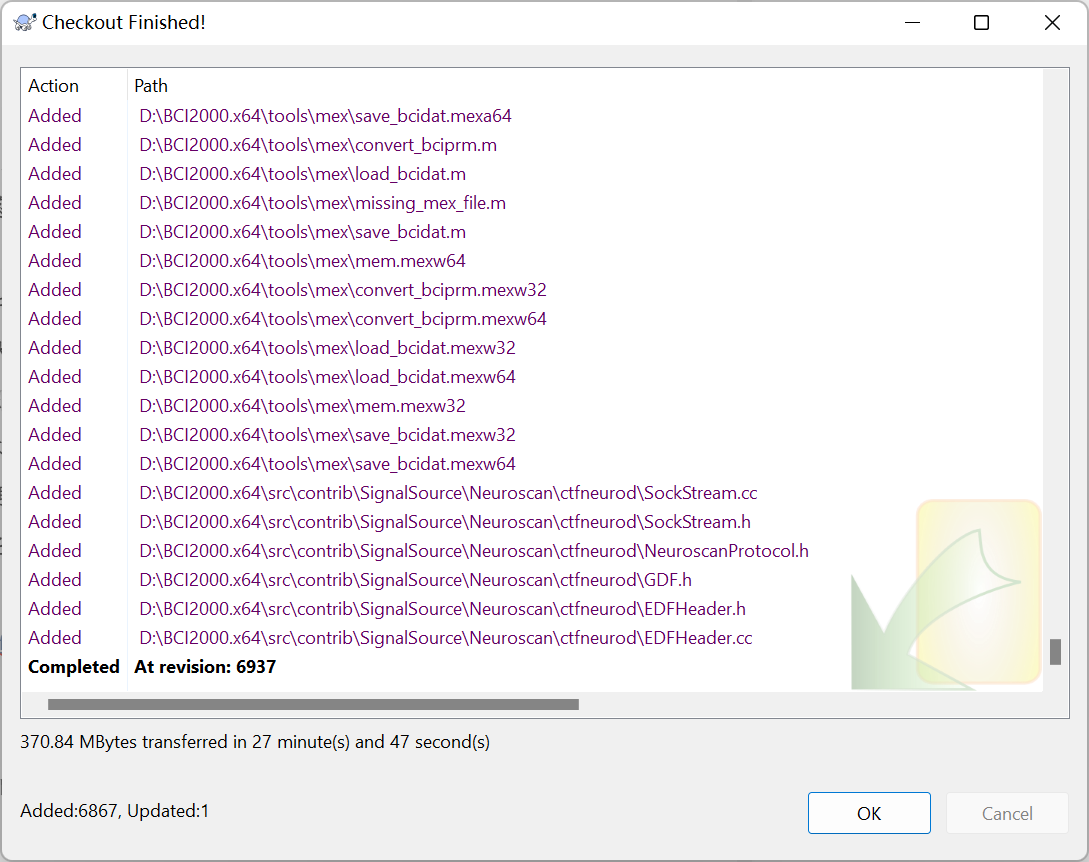 Checkout Finished!
Action Path
Added D:\BCI2000.x64\tools\mex\save_bcidat.mexa64
Added D:\BCI2000.x64\tools\mex\convert_bciprm.m
Added D:\BCI2000.x64\tools\mex\load_bcidat.m
Added D:\BCI2000.x64\tools\mex\missing_mex_file.m
Added D:\BCI2000.x64\tools\mex\save_bcidat.m
Added D:\BCI2000.x64\tools\mex\mem.mexw64
Added D:\BCI2000.x64\tools\mex\convert_bciprm.mexw32
Added D:\BCI2000.x64\tools\mex\convert_bciprm.mexw64
Added D:\BCI2000.x64\tools\mex\load_bcidat.mexw32
Added D:\BCI2000.x64\tools\mex\load_bcidat.mexw64
Added D:\BCI2000.x64\tools\mex\mem.mexw32
Added D:\BCI2000.x64\tools\mex\save_bcidat.mexw32
Added D:\BCI2000.x64\tools\mex\save_bcidat.mexw64
Added D:\BCI2000.x64\src\contrib\SignalSource\Neuroscan\ctfneurod\SockStream.cc
Added D:\BCI2000.x64\src\contrib\SignalSource\Neuroscan\ctfneurod\SockStream.h
Added D:\BCI2000.x64\src\contrib\SignalSource\Neuroscan\ctfneurod\NeuroscanProtocol.h
Added D:\BCI2000.x64\src\contrib\SignalSource\Neuroscan\ctfneurod\GDF.h
Added D:\BCI2000.x64\src\contrib\SignalSource\Neuroscan\ctfneurod\EDFHeader.h
Added D:\BCI2000.x64\src\contrib\SignalSource\Neuroscan\ctfneurod\EDFHeader.cc
Completed At revision: 6937
370.84 MBytes transferred in 27 minute(s) and 47 second(s)
Added:6867, Updated:1
OK Cancel